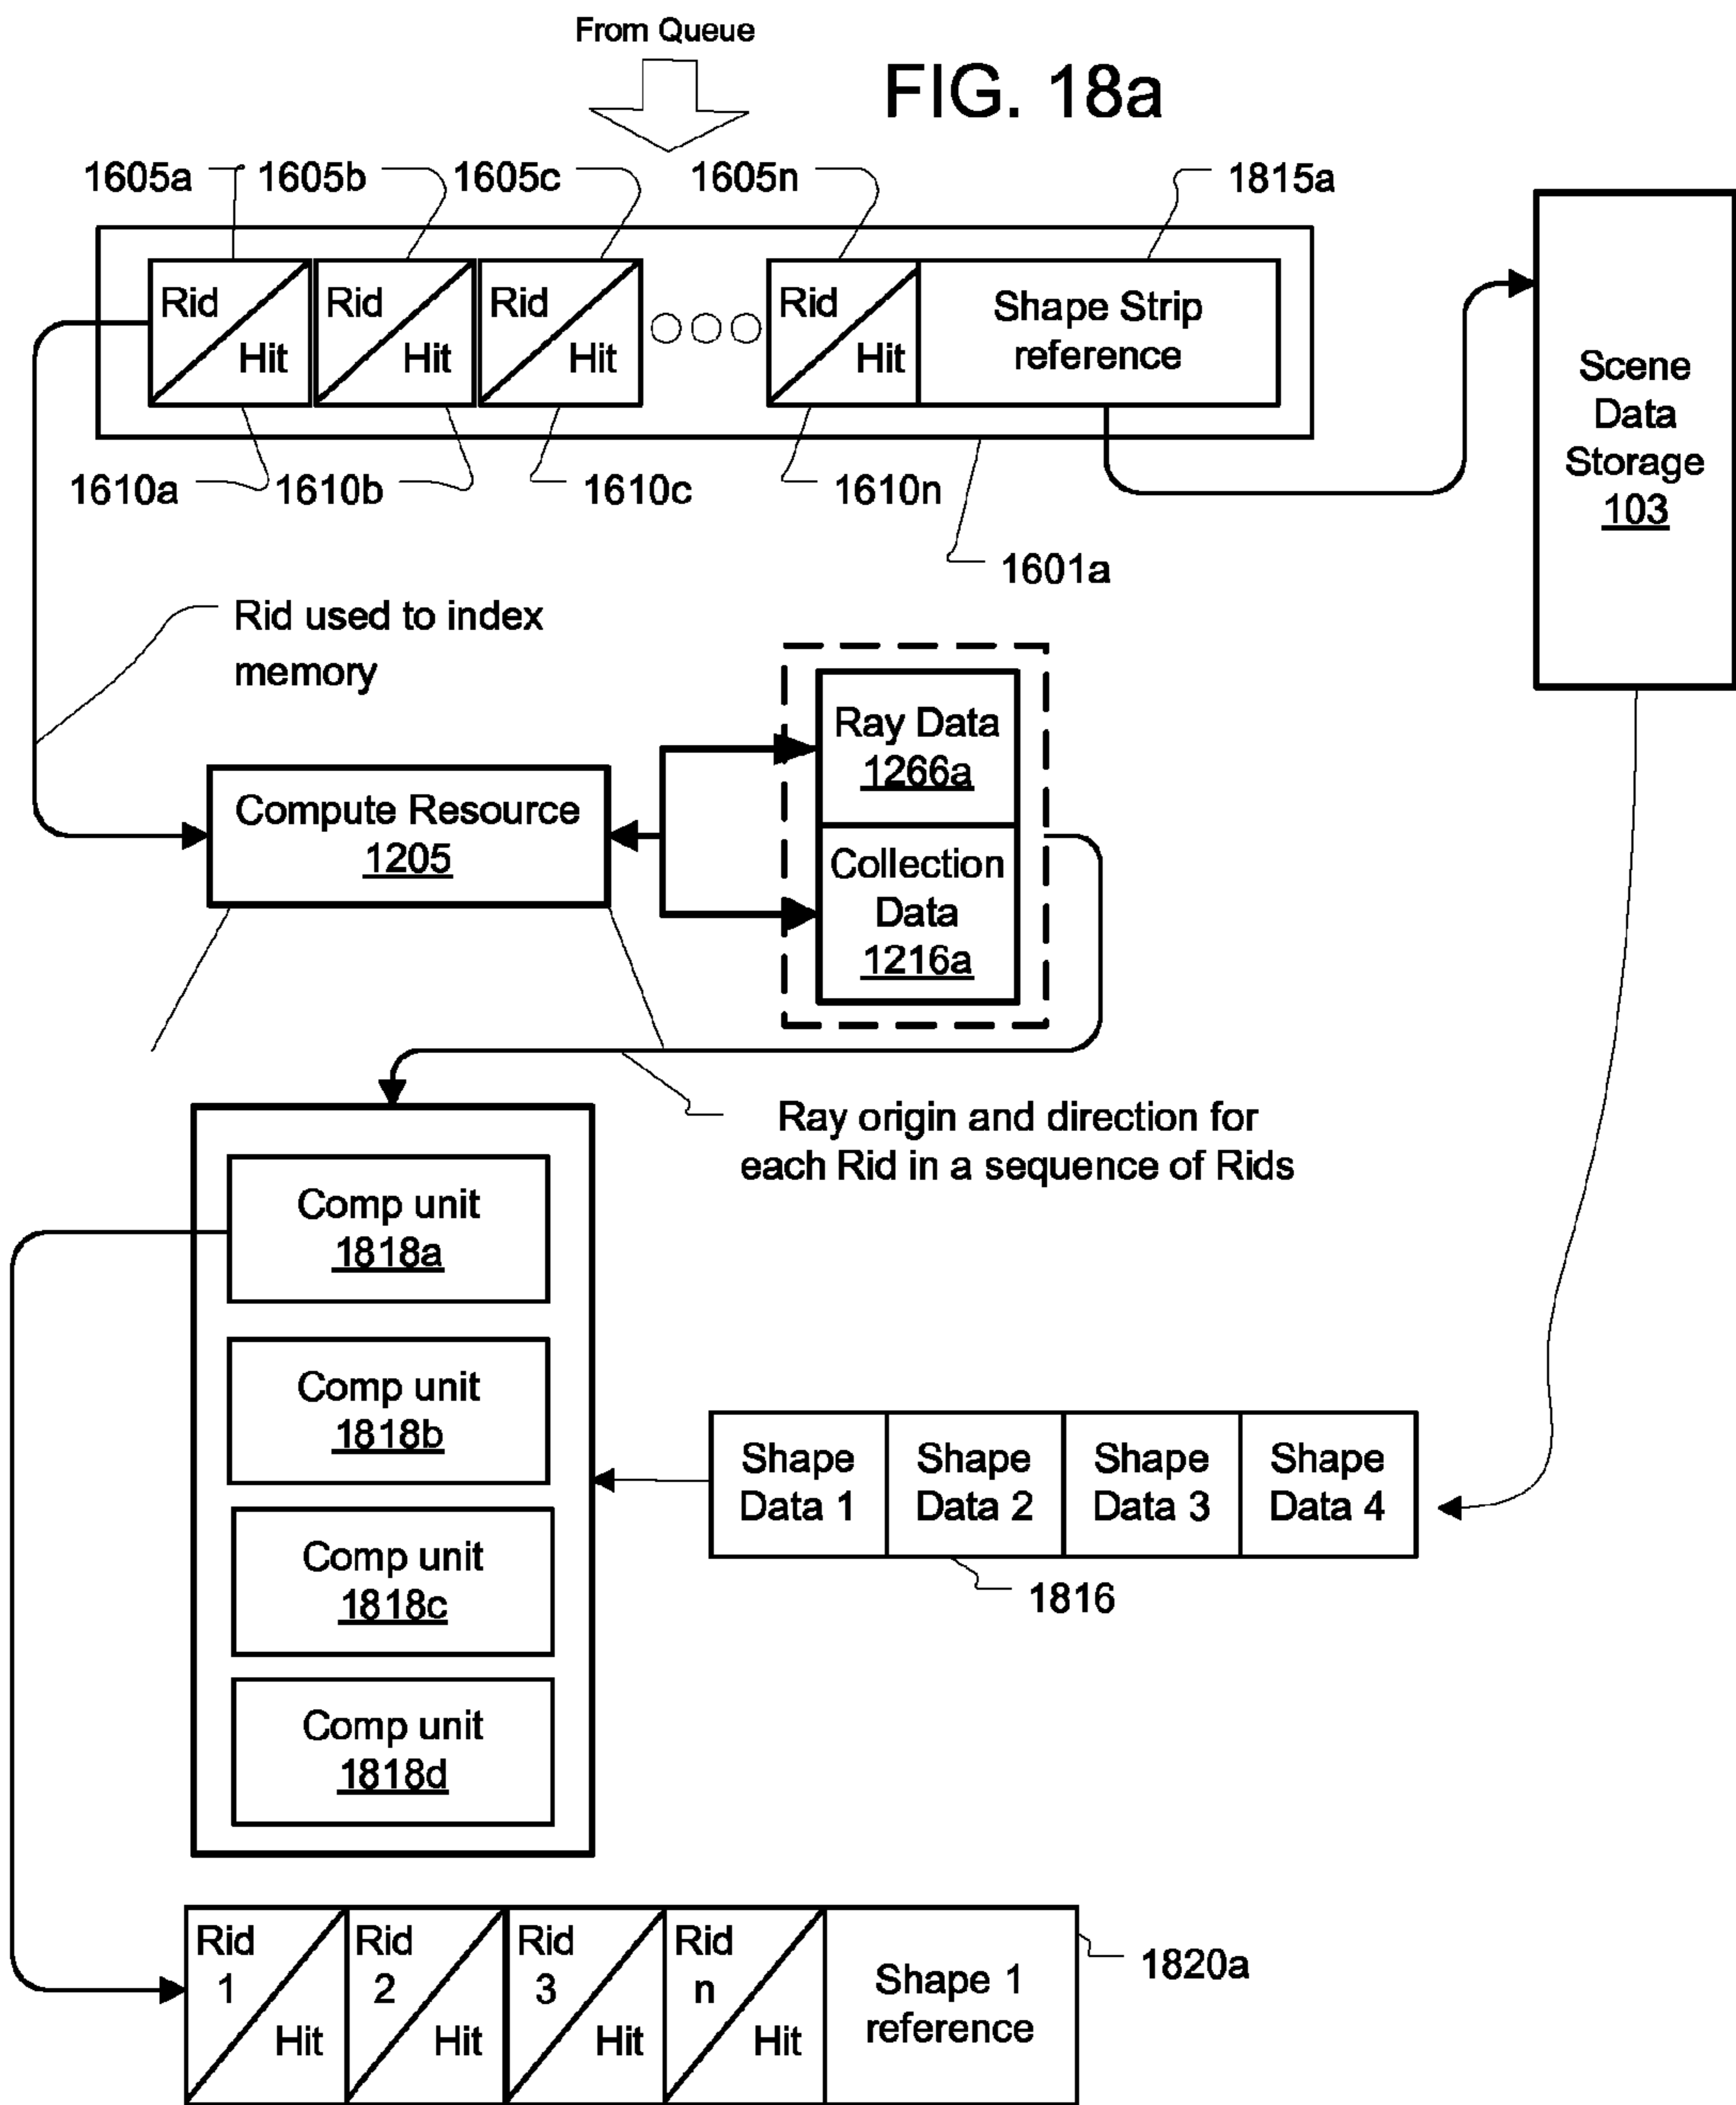 From Queue
FIG. 18a
1605a
1605b
1605c
1605n
1815a
Rid
Hit
Rid
Hit
Rid
Hit
Rid
Hit
Shape Strip
reference
Scene
Data
Storage
103
1610a
1610b
1610c
1610n
1601a
Rid used to index
memory
Ray Data
1266a
Compute Resource
1205
Collection
Data
1216a
Ray origin and direction for
each Rid in a sequence of Rids
Comp unit
1818a
Comp unit
1818b
Comp unit
1818c
Comp unit
1818d
Shape
Data 1
Shape
Data 2
Shape
Data 3
Shape
Data 4
1816
Rid
1
Hit
Rid
2
Hit
Rid
3
Hit
Rid
n
Hit
Shape 1
reference
1820a